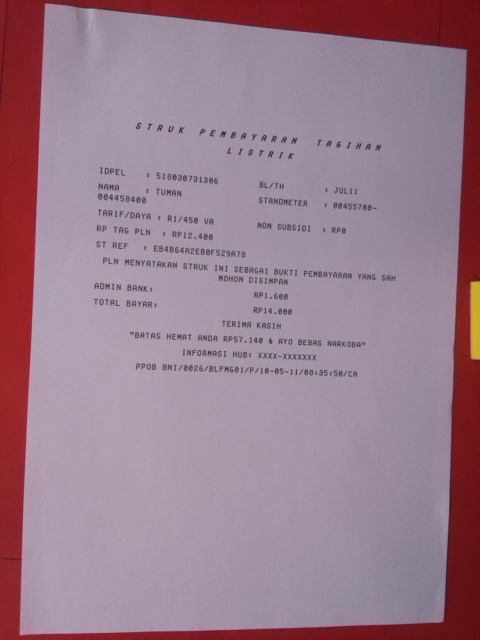 STRUK PEMBAYARAN TAGIHAN
LISTRIK
IDPEL : 518030731306 BL/TH : JUL11
NAMA : TUMAN STANDMETER : 00455700-
004458400
TARIF/DAYA : R1/450 VA NON SUBSIDI : RP0
RP TAG PLN : RP12.400
ST REF : EB4B64A2EB0F529A78
PLN MENYATAKAN STRUK INI SEBAGAI BUKTI PEMBAYARAN YANG SAH
MOHON DISIMPAN
ADMIN BANK: RP1.600
TOTAL BAYAR: RP14.000
TERIMA KASIH
"BATAS HEMAT ANDA RP57.140 & AYO BEBAS NARKOBA"
INFORMASI HUB: XXXX-XXXXXXX
PPOB BNI/0026/BLFMG01/P/10-05-11/08:35:50/CA